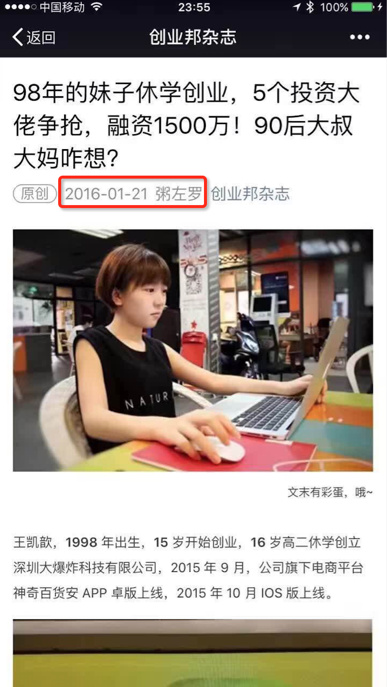 中国移动 23:55 100%
返回 创业邦杂志
98年的妹子休学创业，5个投资大
佬争抢，融资1500万！90后大叔
大妈咋想？
原创 2016-01-21 粥左罗 创业邦杂志
NATUR
文末有彩蛋，哦~
王凯歆，1998 年出生，15 岁开始创业，16 岁高二休学创立
深圳大爆炸科技有限公司，2015 年 9 月，公司旗下电商平台
神奇百货安 APP 卓版上线，2015 年 10 月 IOS 版上线。